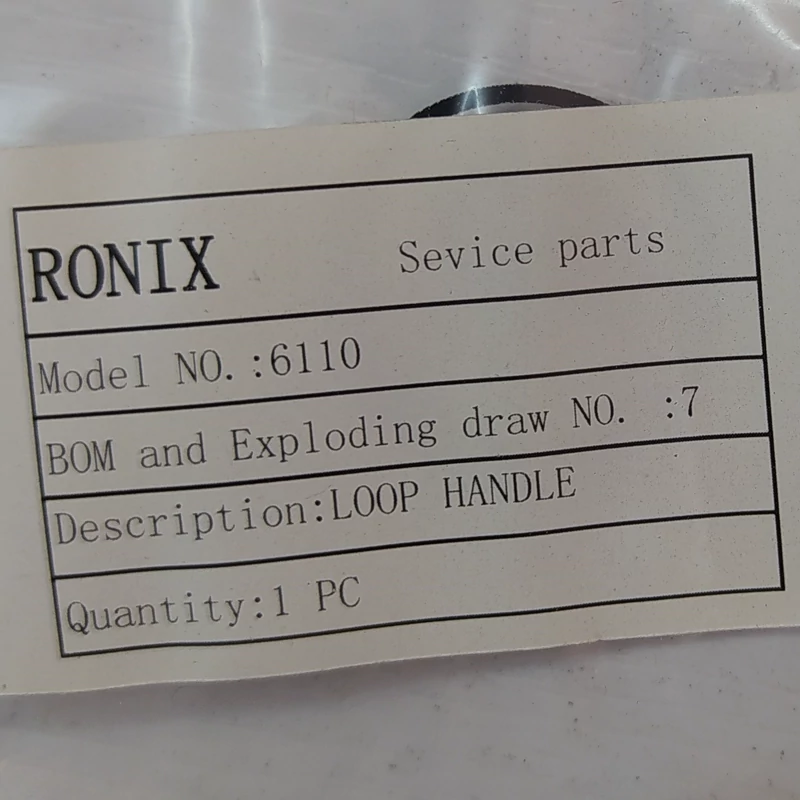 RONIX Sevice parts
Model NO.:6110
BOM and Exploding draw NO. :7
Description:LOOP HANDLE
Quantity:1 PC